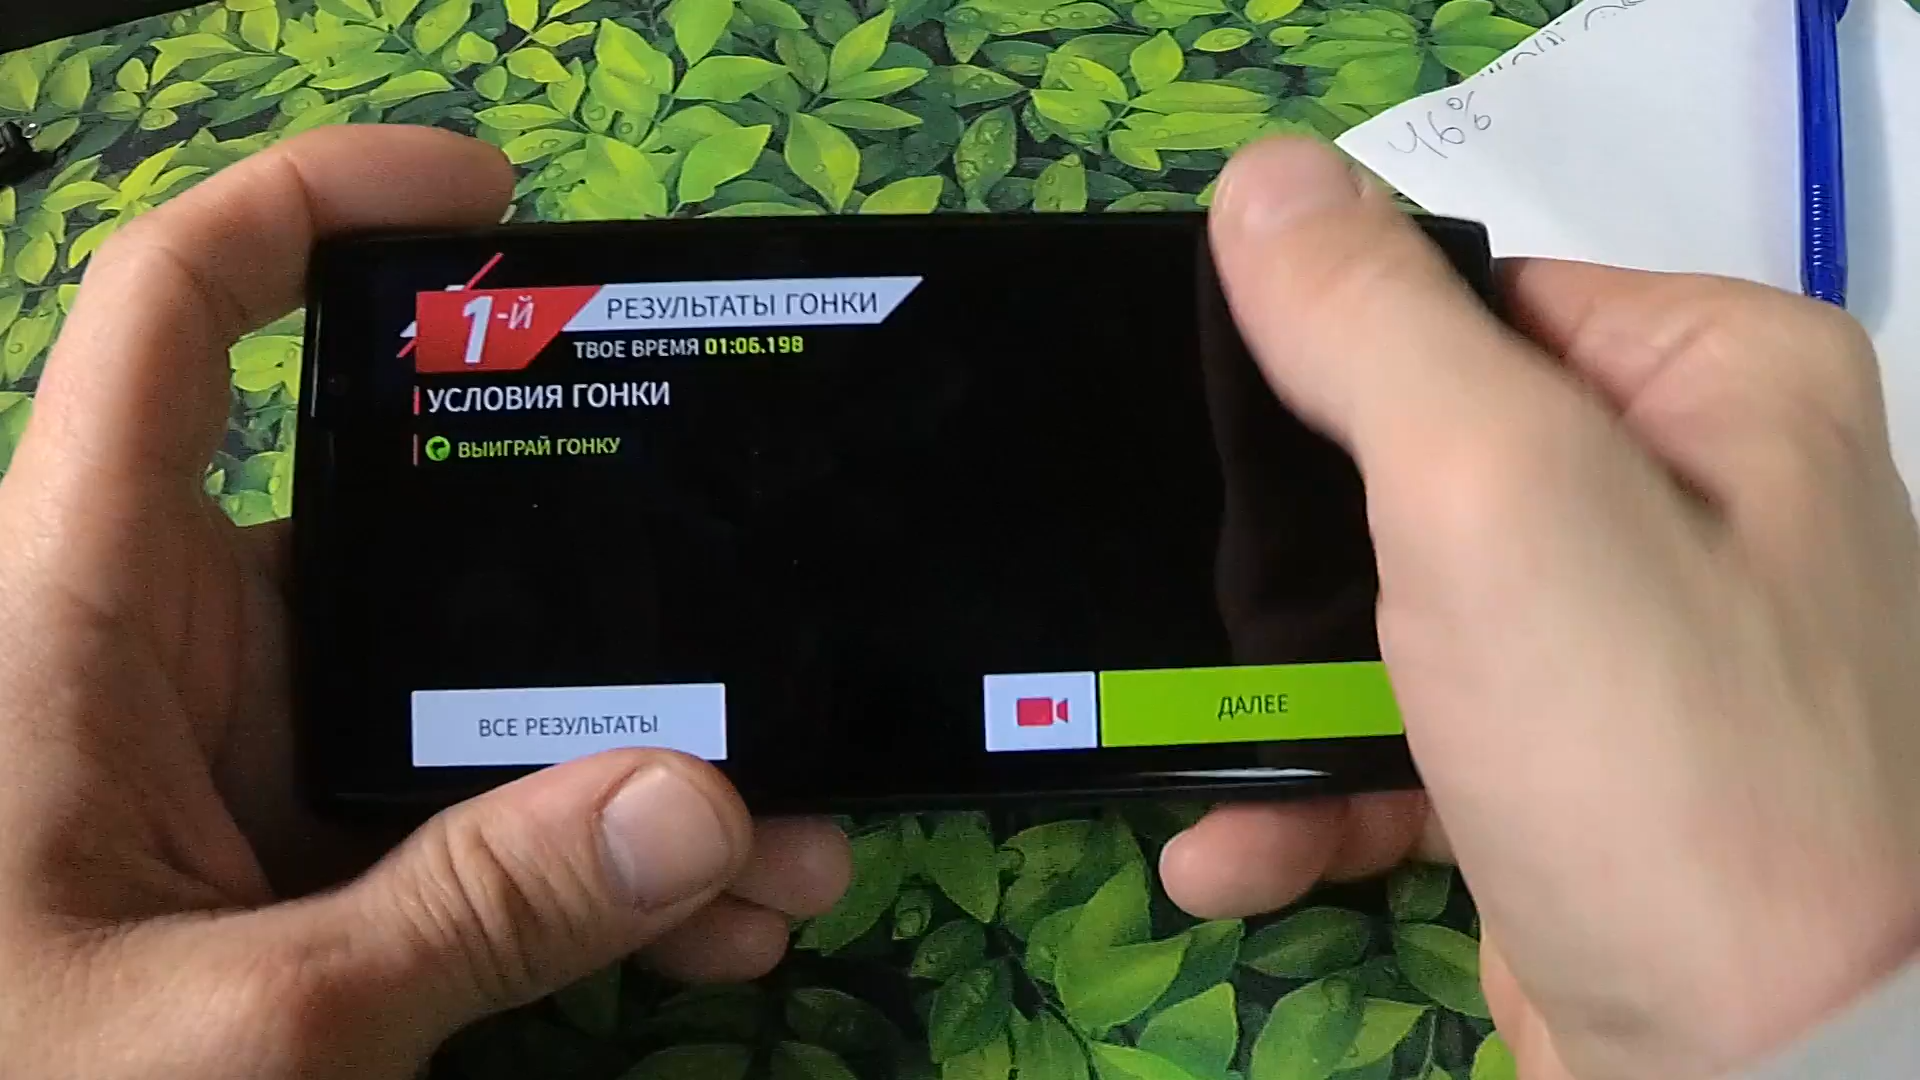 46%
1-Й
РЕЗУЛЬТАТЫ ГОНКИ
ТВОЕ ВРЕМЯ 01:06.198
УСЛОВИЯ ГОНКИ
ВЫИГРАЙ ГОНКУ
ВСЕ РЕЗУЛЬТАТЫ
ДАЛЕЕ